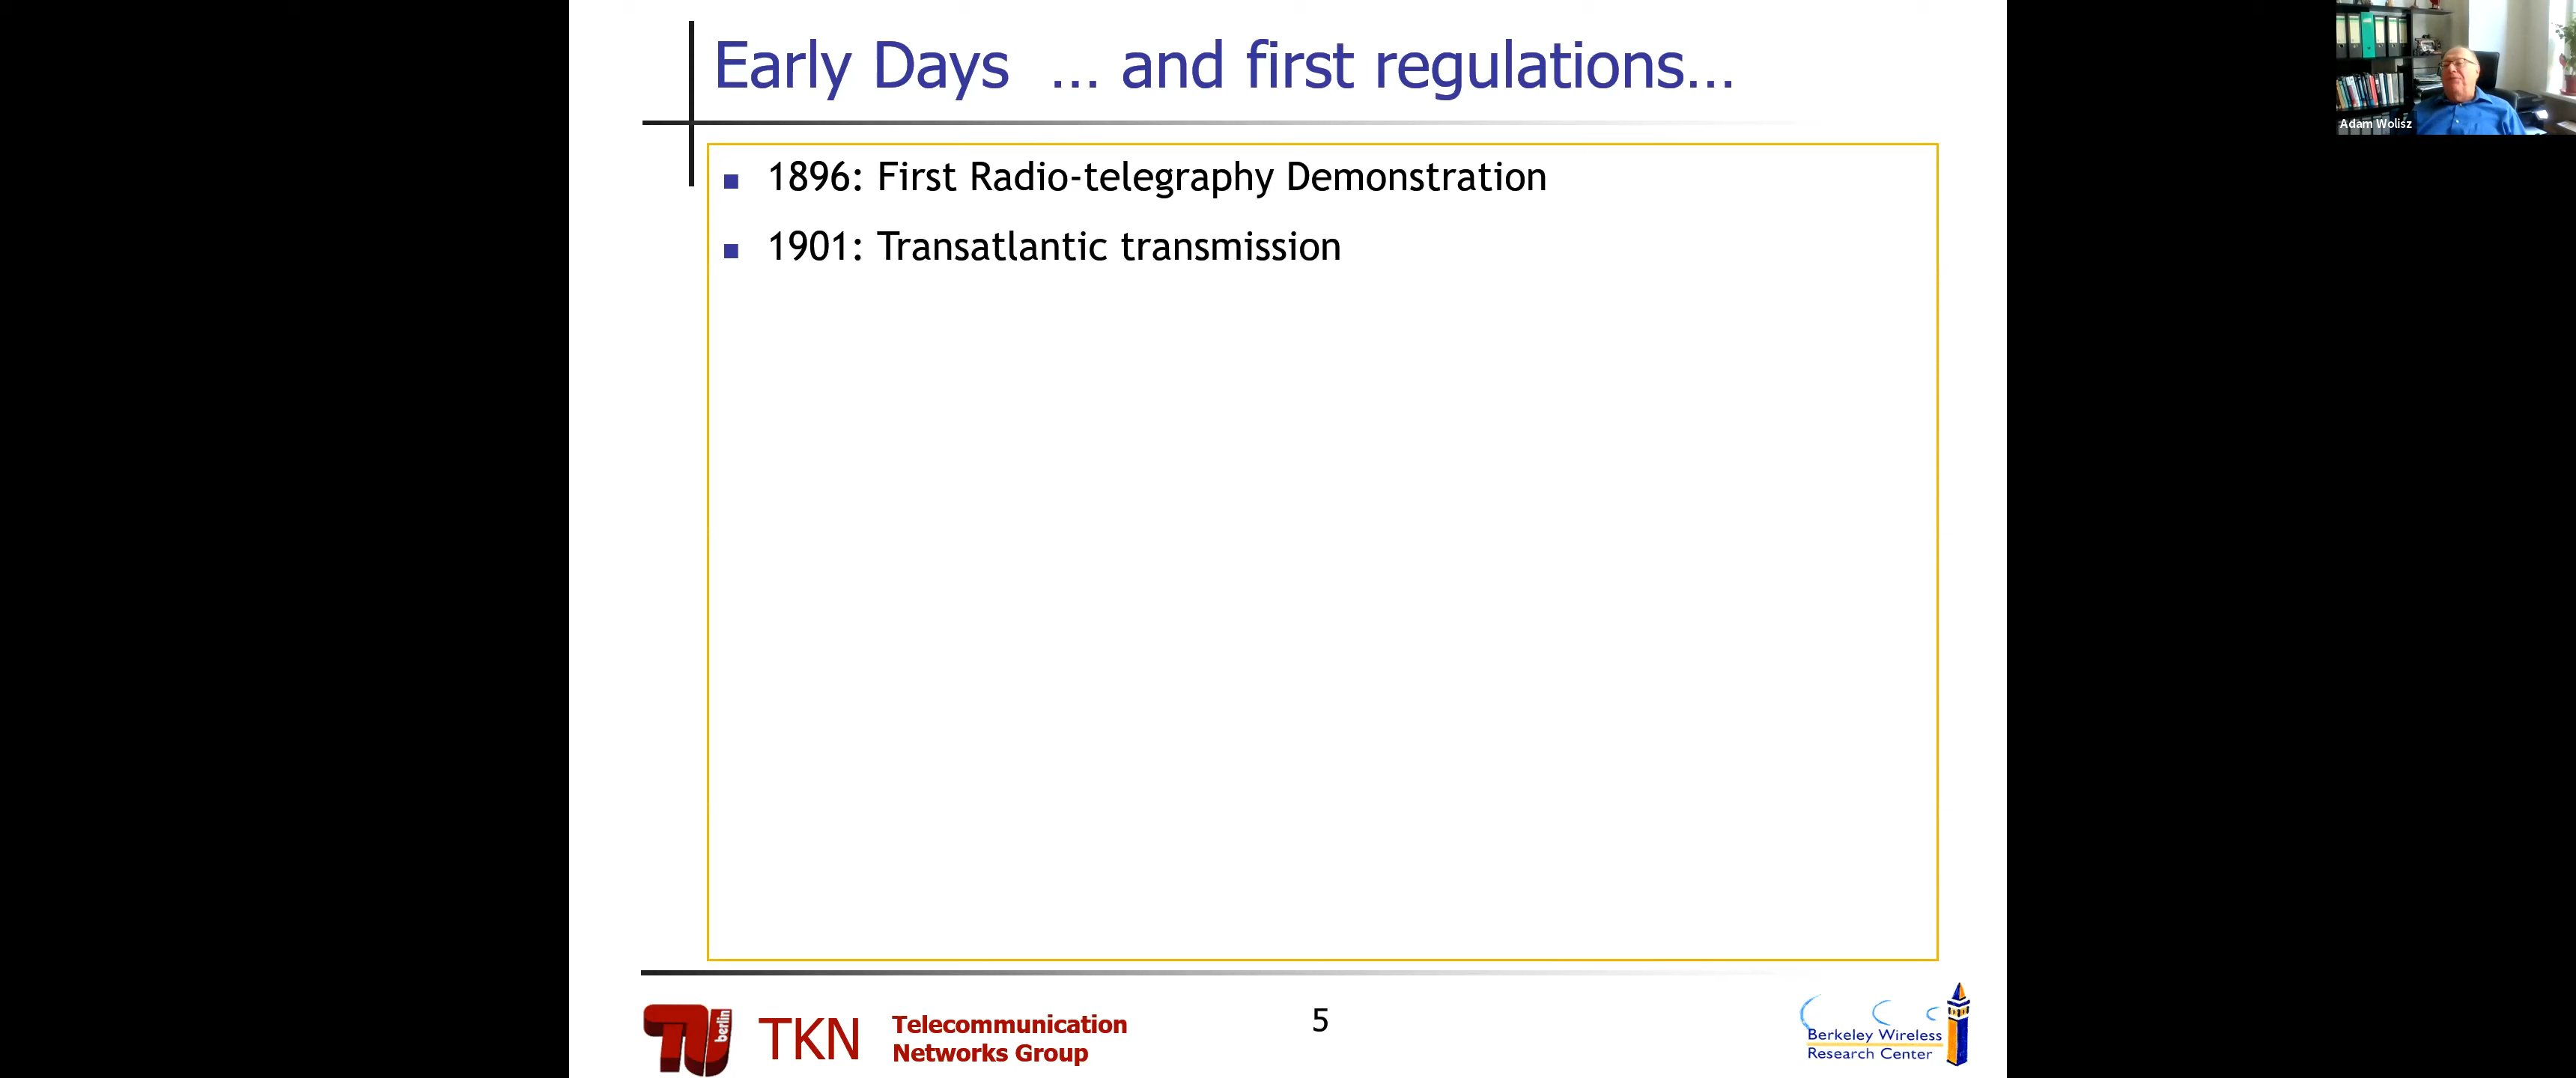 Early Days … and first regulations…
Adam Wolisz
1896: First Radio-telegraphy Demonstration
1901: Transatlantic transmission
TU berlin
TKN
Telecommunication
Networks Group
5
Berkeley Wireless
Research Center